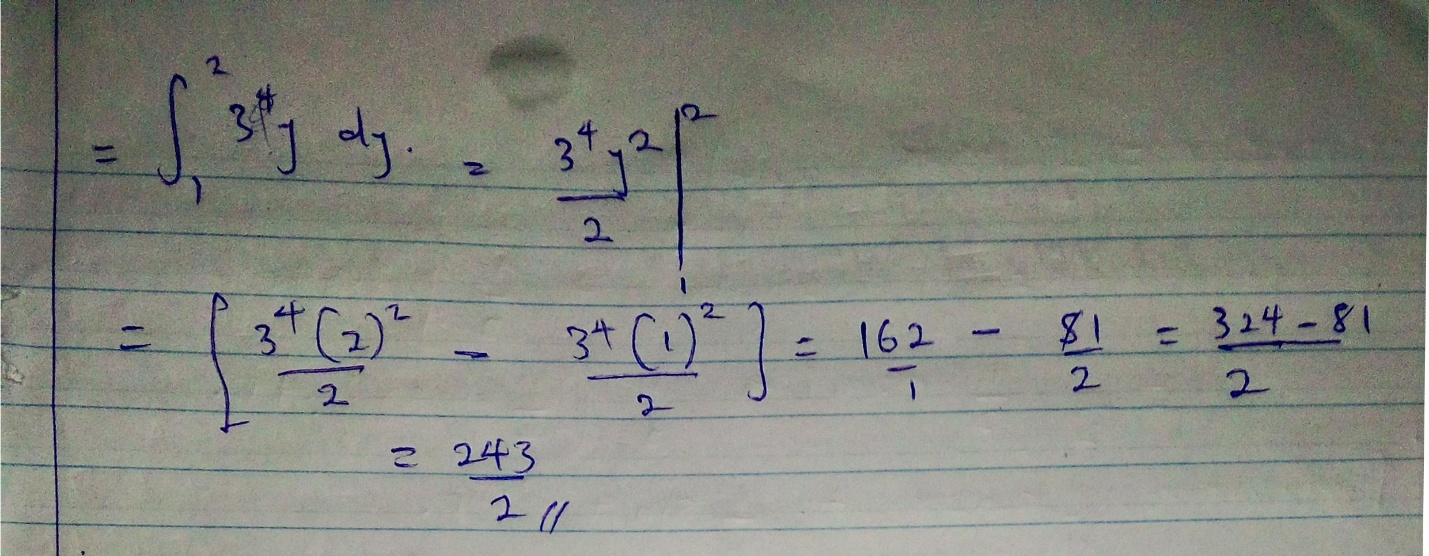 = ∫₁² 3⁴y dy. = 3⁴y²/2 |₁²
= [3⁴(2)²/2 - 3⁴(1)²/2] = 162/1 - 81/2 = 324-81/2
= 243/2 //